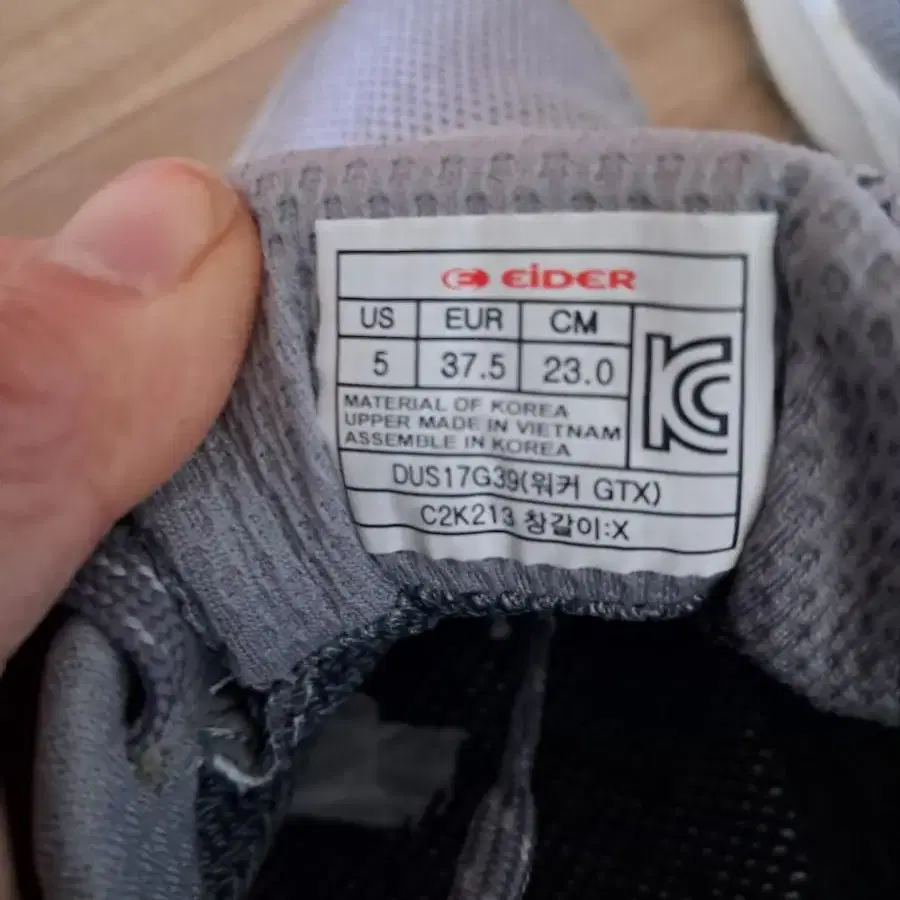 EiDER
US EUR CM
5 37.5 23.0
MATERIAL OF KOREA
UPPER MADE IN VIETNAM
ASSEMBLE IN KOREA
KC
DUS17G39(워커 GTX)
C2K213 창갈이:X